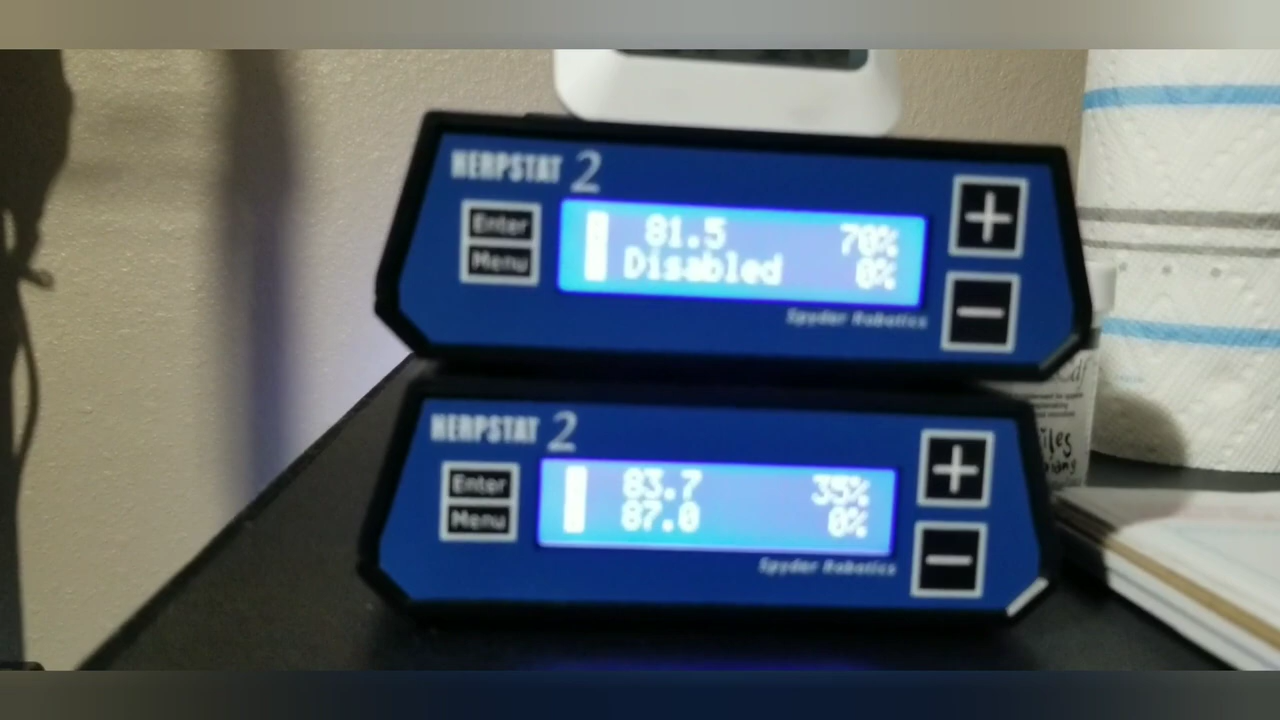 HERPSTAT 2
Enter
Menu
81.5 70%
Disabled 0%
Spyder Robotics
HERPSTAT 2
Enter
Menu
83.7 35%
87.0 0%
Spyder Robotics